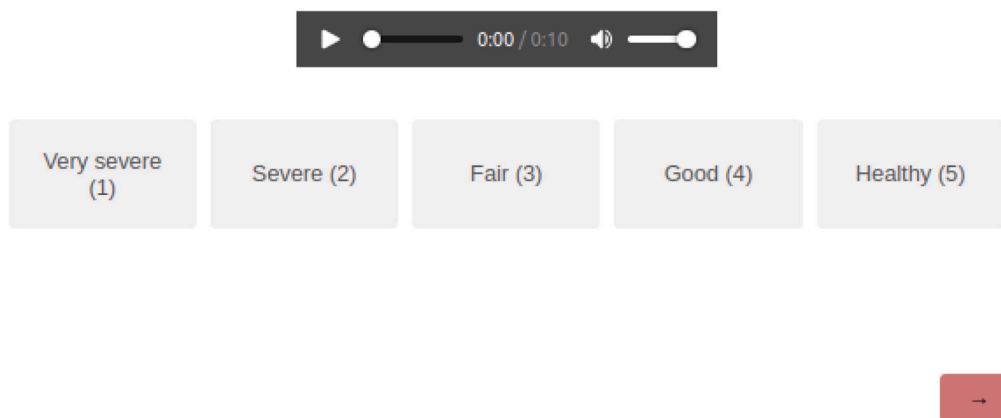 0:00 / 0:10
Very severe
(1)
Severe (2)
Fair (3)
Good (4)
Healthy (5)
→